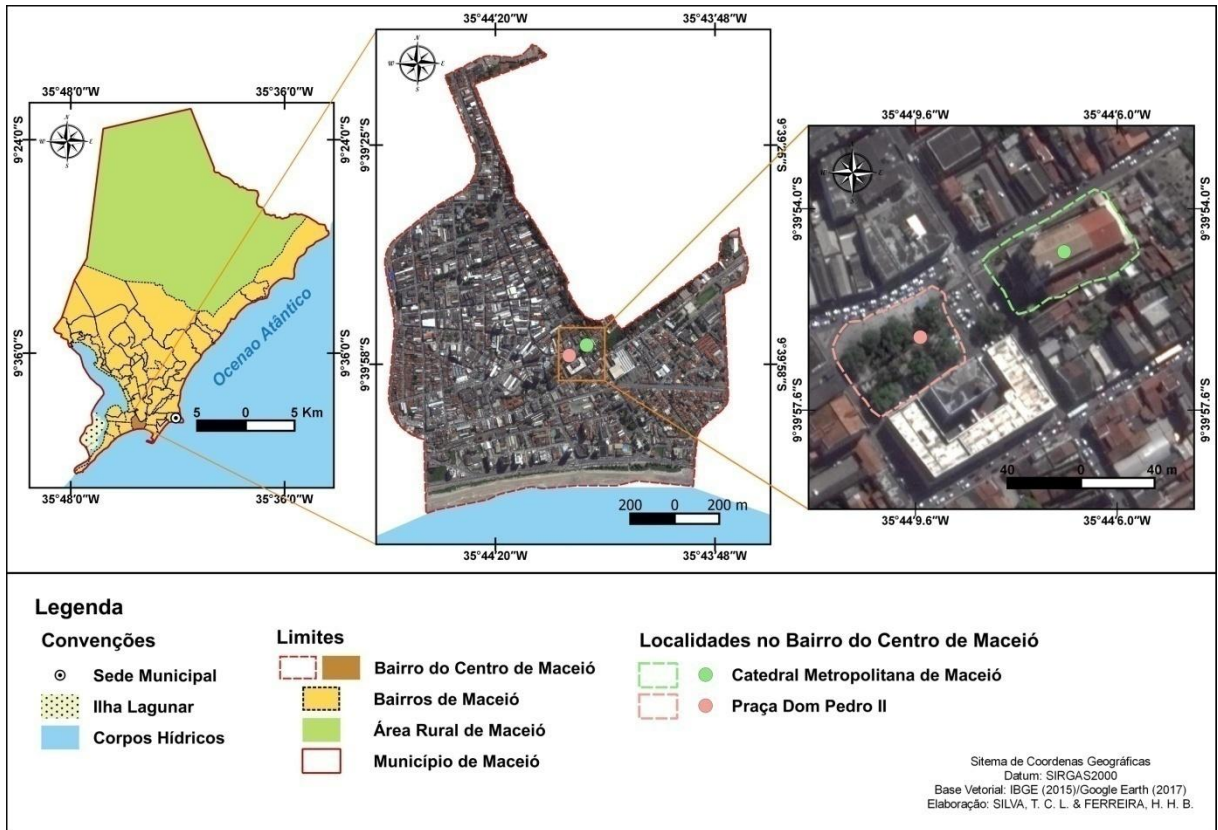 35°48'0"W
35°36'0"W
9°24'0"S
9°24'0"S
9°36'0"S
9°36'0"S
N
W
E
S
Ocenao Atântico
5
0
5 Km
35°48'0"W
35°36'0"W
35°44'20"W
35°43'48"W
9°39'25"S
9°39'25"S
9°39'58"S
9°39'58"S
N
W
E
S
200
0
200 m
35°44'20"W
35°43'48"W
35°44'9.6"W
35°44'6.0"W
9°39'54.0"S
9°39'54.0"S
9°39'57.6"S
9°39'57.6"S
40
0
40 m
35°44'9.6"W
35°44'6.0"W
Legenda
Convenções
Sede Municipal
Ilha Lagunar
Corpos Hídricos
Limites
Bairro do Centro de Maceió
Bairros de Maceió
Área Rural de Maceió
Município de Maceió
Localidades no Bairro do Centro de Maceió
Catedral Metropolitana de Maceió
Praça Dom Pedro II
Sitema de Coordenas Geográficas
Datum: SIRGAS2000
Base Vetorial: IBGE (2015)/Google Earth (2017)
Elaboração: SILVA, T. C. L. & FERREIRA, H. H. B.